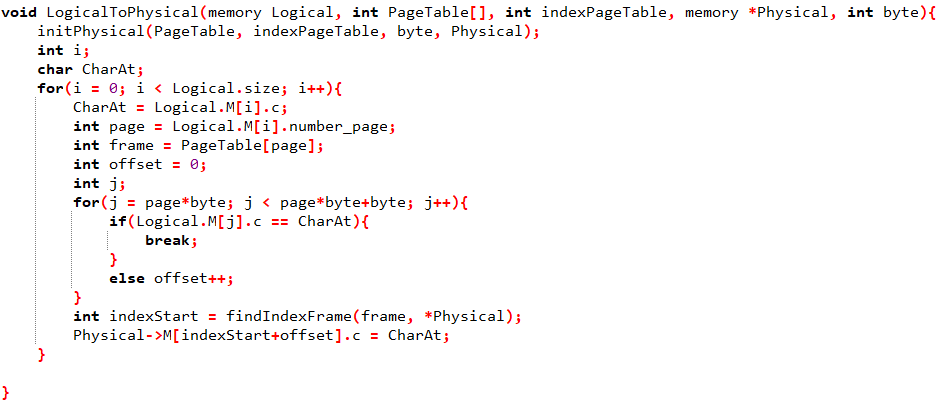 void LogicalToPhysical(memory Logical, int PageTable[], int indexPageTable, memory *Physical, int byte){
    initPhysical(PageTable, indexPageTable, byte, Physical);
    int i;
    char CharAt;
    for(i = 0; i < Logical.size; i++){
        CharAt = Logical.M[i].c;
        int page = Logical.M[i].number_page;
        int frame = PageTable[page];
        int offset = 0;
        int j;
        for(j = page*byte; j < page*byte+byte; j++){
            if(Logical.M[j].c == CharAt){
                break;
            }
            else offset++;
        }
        int indexStart = findIndexFrame(frame, *Physical);
        Physical->M[indexStart+offset].c = CharAt;
    }
}